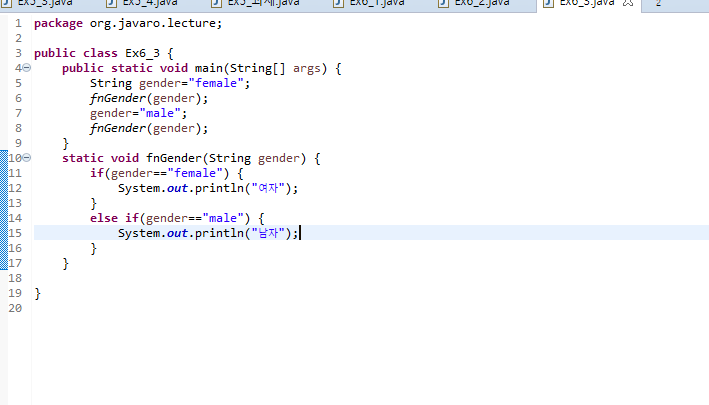 Ex5_3.java Ex5_4.java Ex5_과제.java Ex6_1.java Ex6_2.java Ex6_3.java 2
1 package org.javaro.lecture;
2
3 public class Ex6_3 {
4 public static void main(String[] args) {
5 String gender="female";
6 fnGender(gender);
7 gender="male";
8 fnGender(gender);
9 }
10 static void fnGender(String gender) {
11 if(gender=="female") {
12 System.out.println("여자");
13 }
14 else if(gender=="male") {
15 System.out.println("남자");
16 }
17 }
18
19 }
20